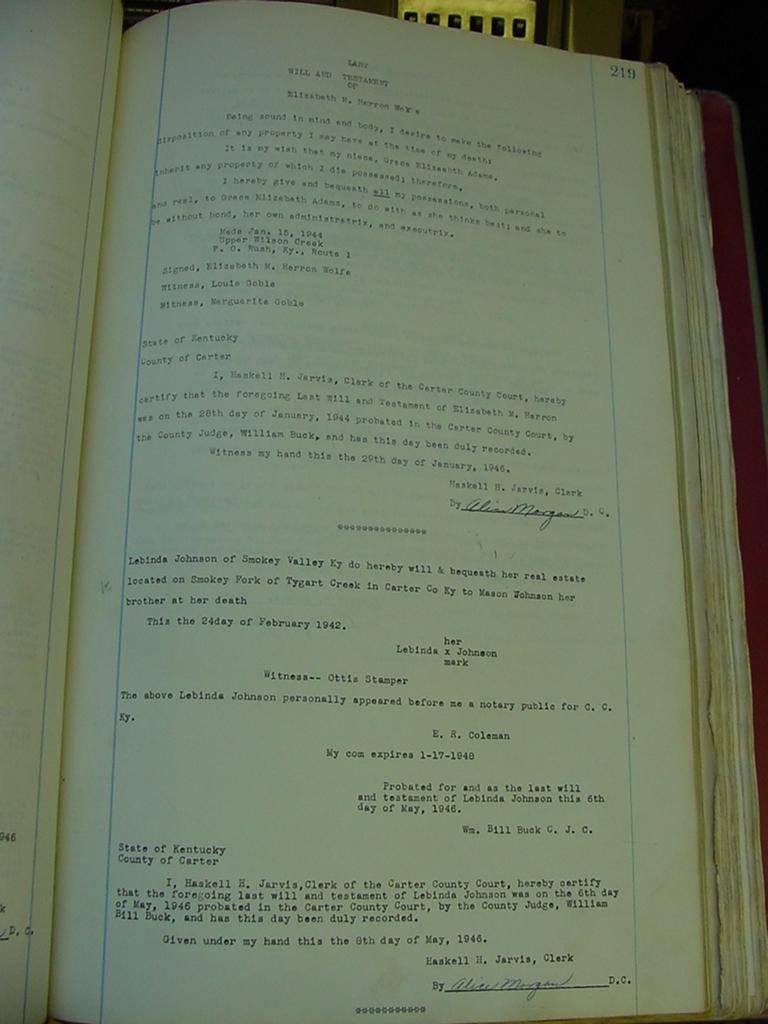 219
LAST
WILL AND TESTAMENT
OF
Elizabeth M. Herron Wolfe
Being sound in mind and body, I desire to make the following
disposition of any property I may have at the time of my death:
It is my wish that my niese, Grace Elizabeth Adams,
inherit any property of which I die possessed; therefore,
I hereby give and bequeath all my possessions, both personal
and real, to Grace Elizabeth Adams, to do with as she thinks best; and she to
be without bond, her own administratrix, and executrix.
Made Jan. 15, 1944
Upper Wilson Creek
P. O. Rush, Ky., Route 1
Signed, Elizabeth M. Herron Wolfe
Witness, Louis Goble
Witness, Marguerite Goble
State of Kentucky
County of Carter
I, Haskell H. Jarvis, Clerk of the Carter County Court, hereby
certify that the foregoing Last Will and Testament of Elizabeth M. Herron
was on the 28th day of January, 1944 probated in the Carter County Court, by
the County Judge, William Buck, and has this day been duly recorded.
Witness my hand this the 29th day of January, 1946.
Haskell H. Jarvis, Clerk
By Alice Morgan D. C.
***************
Lebinda Johnson of Smokey Valley Ky do hereby will & bequeath her real estate
located on Smokey Fork of Tygart Creek in Carter Co Ky to Mason Johnson her
brother at her death
This the 24day of February 1942.
her
Lebinda x Johnson
mark
Witness-- Ottis Stamper
The above Lebinda Johnson personally appeared before me a notary public for C. C.
Ky.
E. R. Coleman
My com expires 1-17-1948
Probated for and as the last will
and testament of Lebinda Johnson this 6th
day of May, 1946.
Wm. Bill Buck C. J. C.
State of Kentucky
County of Carter
I, Haskell H. Jarvis,Clerk of the Carter County Court, hereby certify
that the foregoing last will and testament of Lebinda Johnson was on the 6th day
of May, 1946 probated in the Carter County Court, by the County Judge, William
Bill Buck, and has this day been duly recorded.
Given under my hand this the 8th day of May, 1946.
Haskell H. Jarvis, Clerk
By Alice Morgan D.C.
***********
946
D. C.